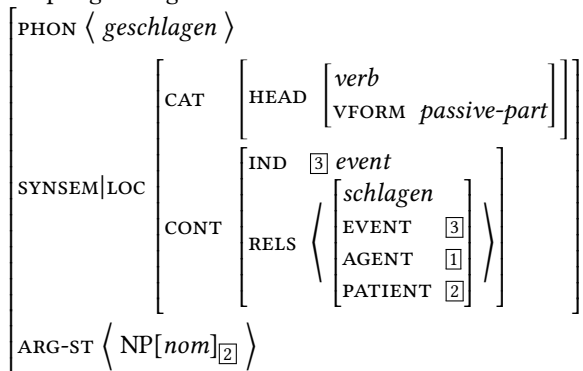 PHON ⟨ geschlagen ⟩
verb
CAT HEAD VFORM passive-part
IND 3 event
SYNSEM|LOC
schlagen
EVENT 3
CONT RELS ⟨ ⟩
AGENT 1
PATIENT 2
ARG-ST ⟨ NP[nom]2 ⟩